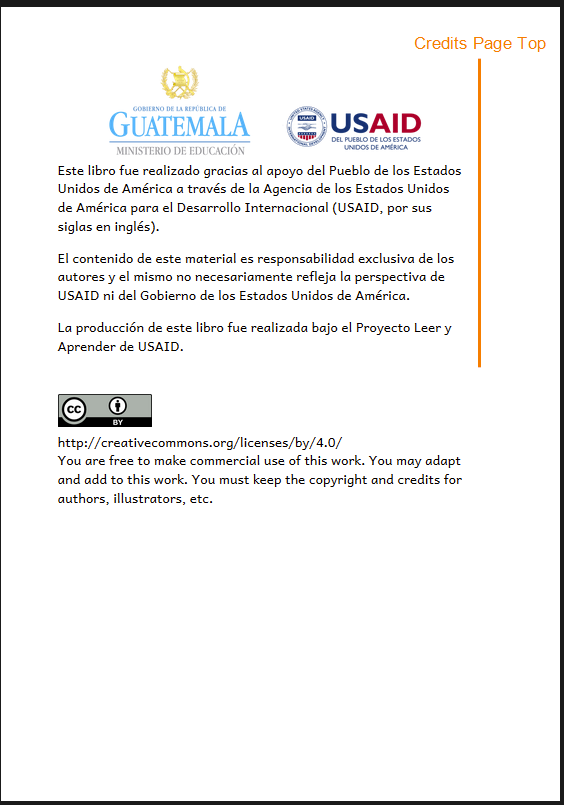 Credits Page Top
GOBIERNO DE LA REPÚBLICA DE
GUATEMALA
MINISTERIO DE EDUCACIÓN
USAID
DEL PUEBLO DE LOS ESTADOS
UNIDOS DE AMÉRICA
Este libro fue realizado gracias al apoyo del Pueblo de los Estados
Unidos de América a través de la Agencia de los Estados Unidos
de América para el Desarrollo Internacional (USAID, por sus
siglas en inglés).
El contenido de este material es responsabilidad exclusiva de los
autores y el mismo no necesariamente refleja la perspectiva de
USAID ni del Gobierno de los Estados Unidos de América.
La producción de este libro fue realizada bajo el Proyecto Leer y
Aprender de USAID.
cc
BY
http://creativecommons.org/licenses/by/4.0/
You are free to make commercial use of this work. You may adapt
and add to this work. You must keep the copyright and credits for
authors, illustrators, etc.